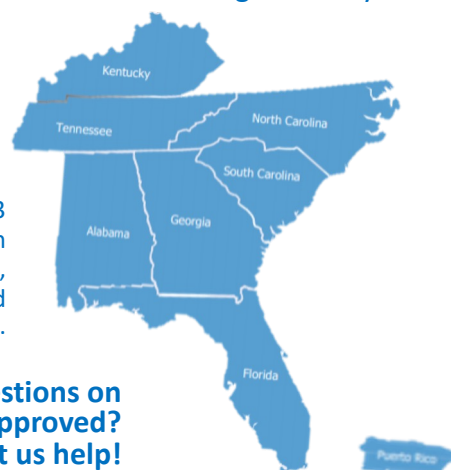 Kentucky
North Carolina
Tennessee
South Carolina
Georgia
Alabama
,
.
Florida
stions on
pproved?
t us help!
Puerto Rico